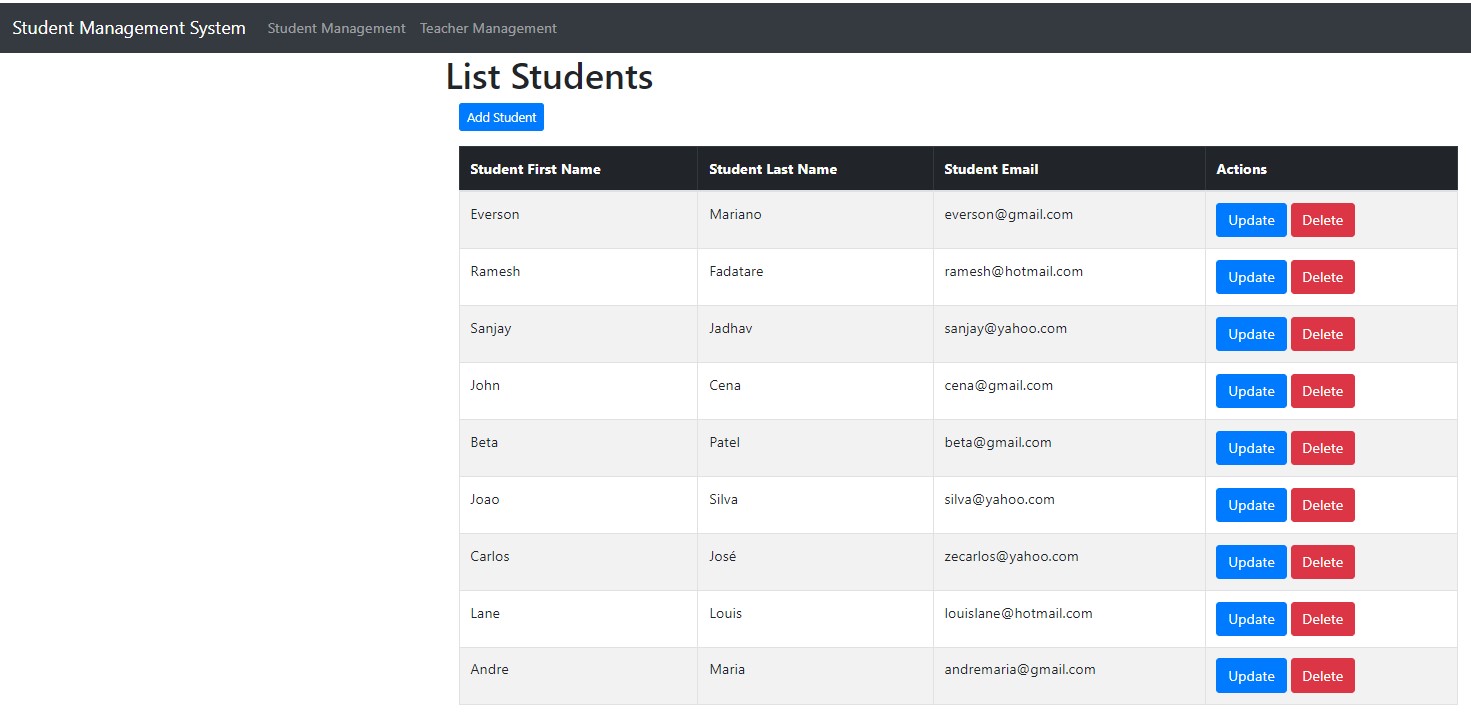 Student Management System Student Management Teacher Management
List Students
Add Student
Student First Name Student Last Name Student Email Actions
Everson Mariano everson@gmail.com Update Delete
Ramesh Fadatare ramesh@hotmail.com Update Delete
Sanjay Jadhav sanjay@yahoo.com Update Delete
John Cena cena@gmail.com Update Delete
Beta Patel beta@gmail.com Update Delete
Joao Silva silva@yahoo.com Update Delete
Carlos José zecarlos@yahoo.com Update Delete
Lane Louis louislane@hotmail.com Update Delete
Andre Maria andremaria@gmail.com Update Delete